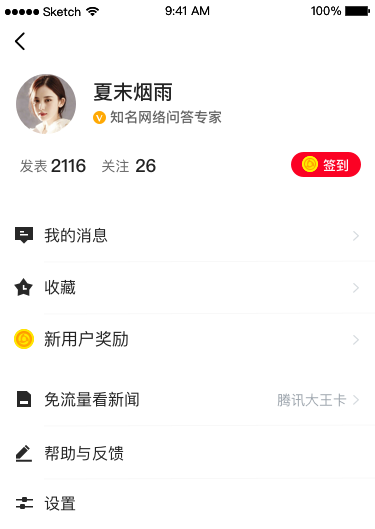 Sketch 9:41 AM 100%
夏末烟雨
V 知名网络问答专家
发表 2116 关注 26 签到
我的消息
收藏
新用户奖励
免流量看新闻 腾讯大王卡
帮助与反馈
设置